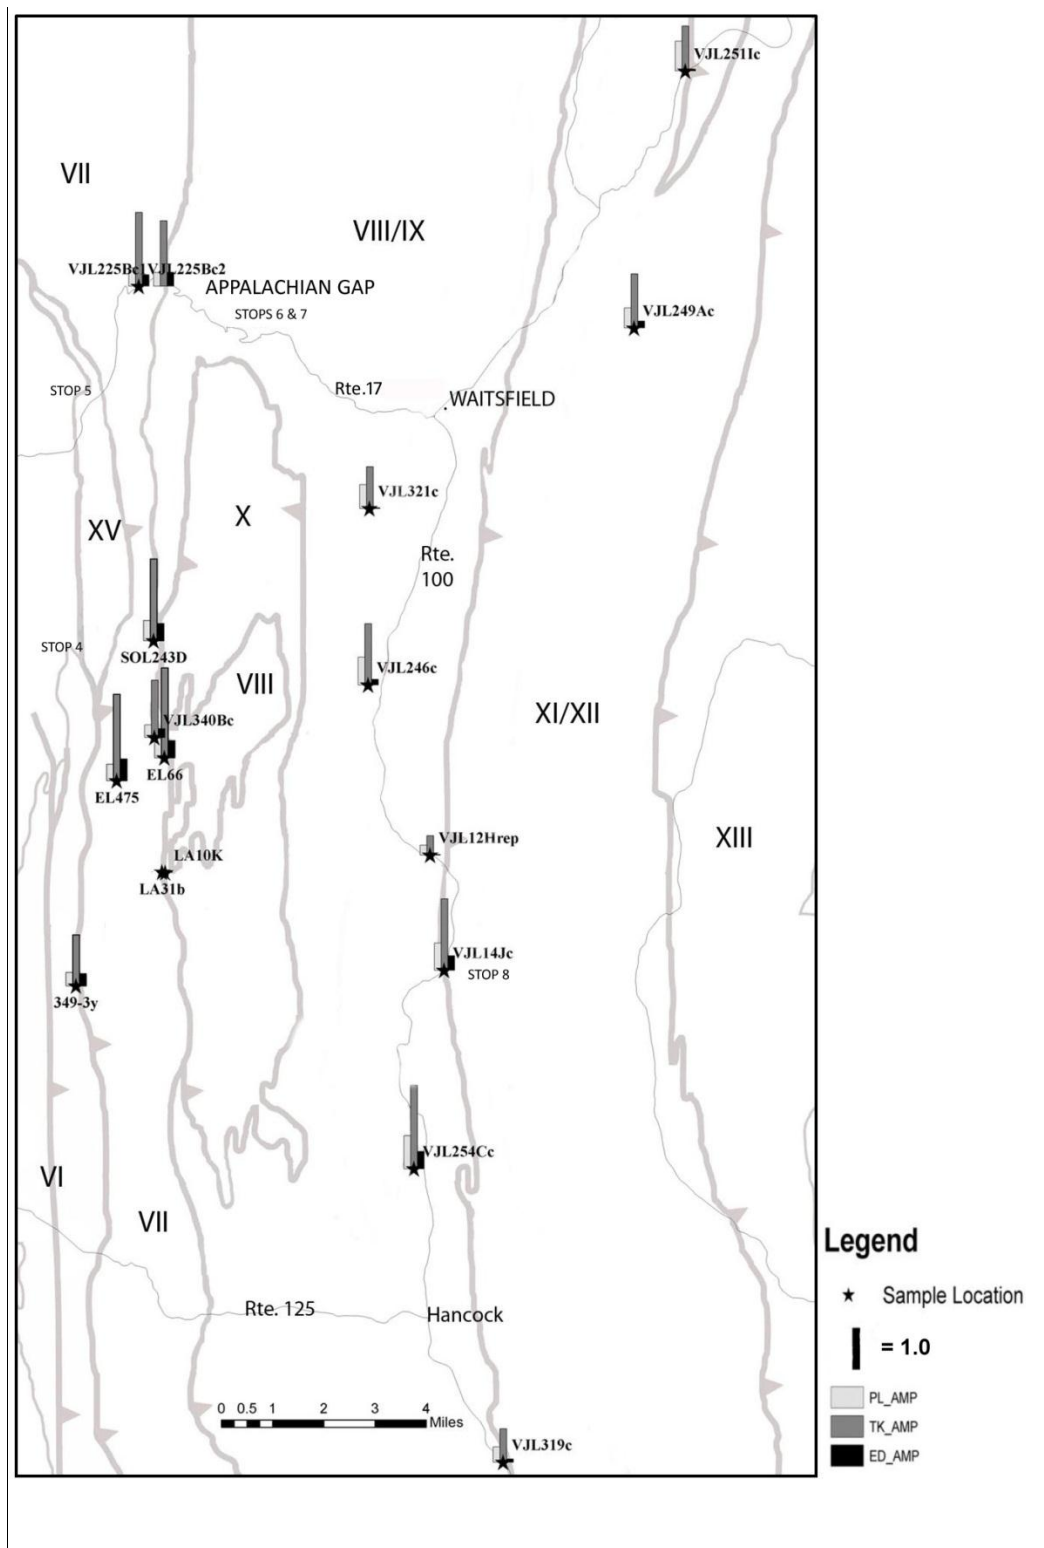 VJL251Ic
VII
VIII/IX
VJL225Bc1VJL225Bc2
APPALACHIAN GAP
STOPS 6 & 7
VJL249Ac
STOP 5
Rte.17
WAITSFIELD
VJL321c
XV
X
Rte.
100
STOP 4
SOL243D
VJL246c
VIII
XI/XII
VJL340Bc
EL66
EL475
VJL12Hrep
XIII
LA10K
LA31b
VJL14Jc
STOP 8
349-3y
VJL254Cc
VI
VII
Rte. 125
Hancock
0 0.5 1 2 3 4
Miles
VJL319c
Legend
Sample Location
= 1.0
PL_AMP
TK_AMP
ED_AMP